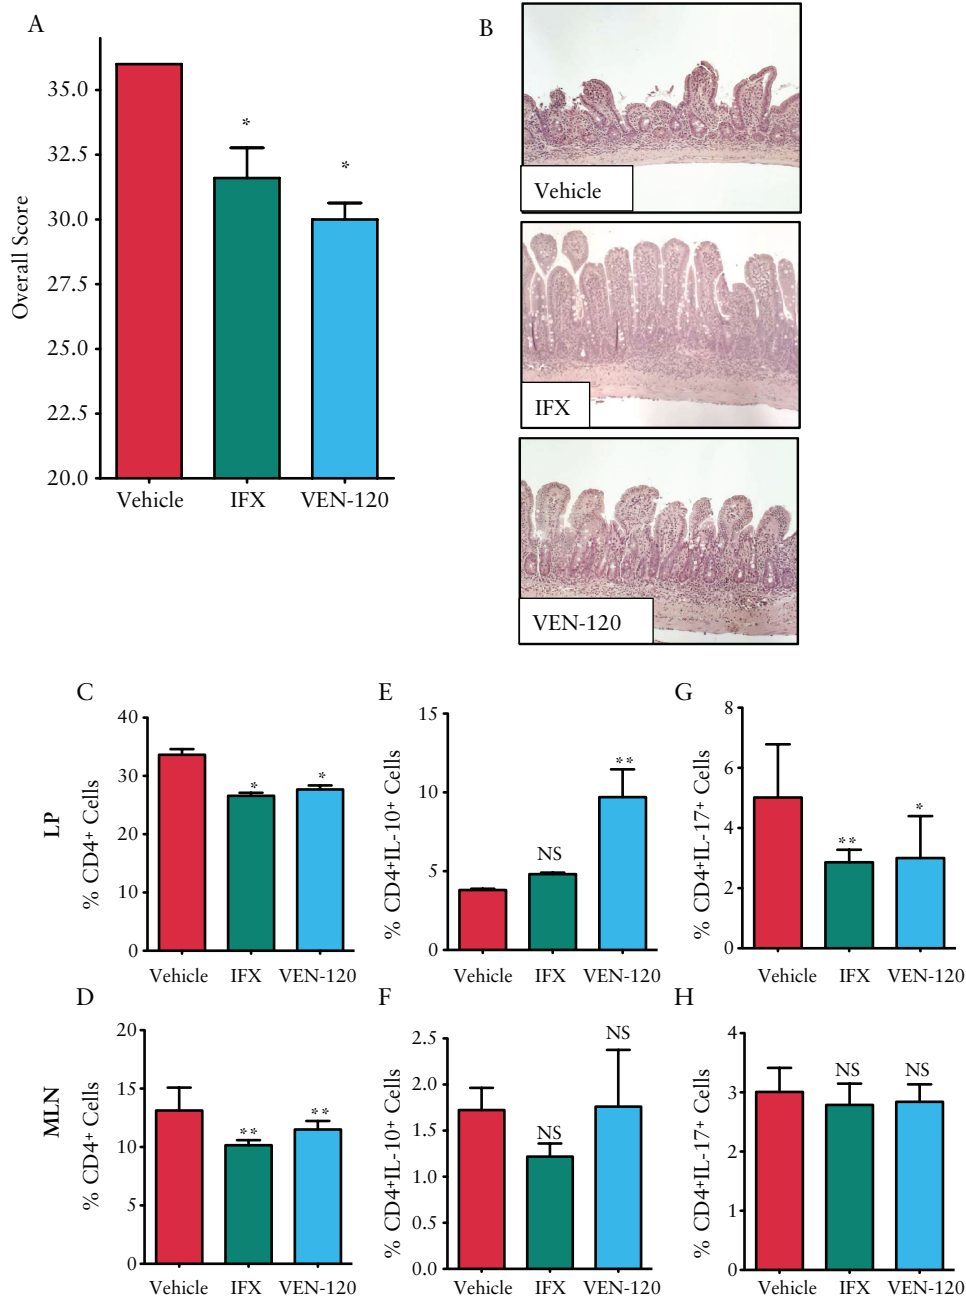 A
Overall Score
35.0
32.5
30.0
27.5
25.0
22.5
20.0
*
*
Vehicle
IFX
VEN-120
B
Vehicle
IFX
VEN-120
LP
C
% CD4+ Cells
40
30
20
10
0
*
*
Vehicle
IFX
VEN-120
E
% CD4+IL-10+ Cells
15
10
5
0
NS
**
Vehicle
IFX
VEN-120
G
% CD4+IL-17+ Cells
8
6
4
2
0
**
*
Vehicle
IFX
VEN-120
MLN
D
% CD4+ Cells
20
15
10
5
0
**
**
Vehicle
IFX
VEN-120
F
% CD4+IL-10+ Cells
2.5
2.0
1.5
1.0
0.5
0.0
NS
NS
Vehicle
IFX
VEN-120
H
% CD4+IL-17+ Cells
4
3
2
1
0
NS
NS
Vehicle
IFX
VEN-120